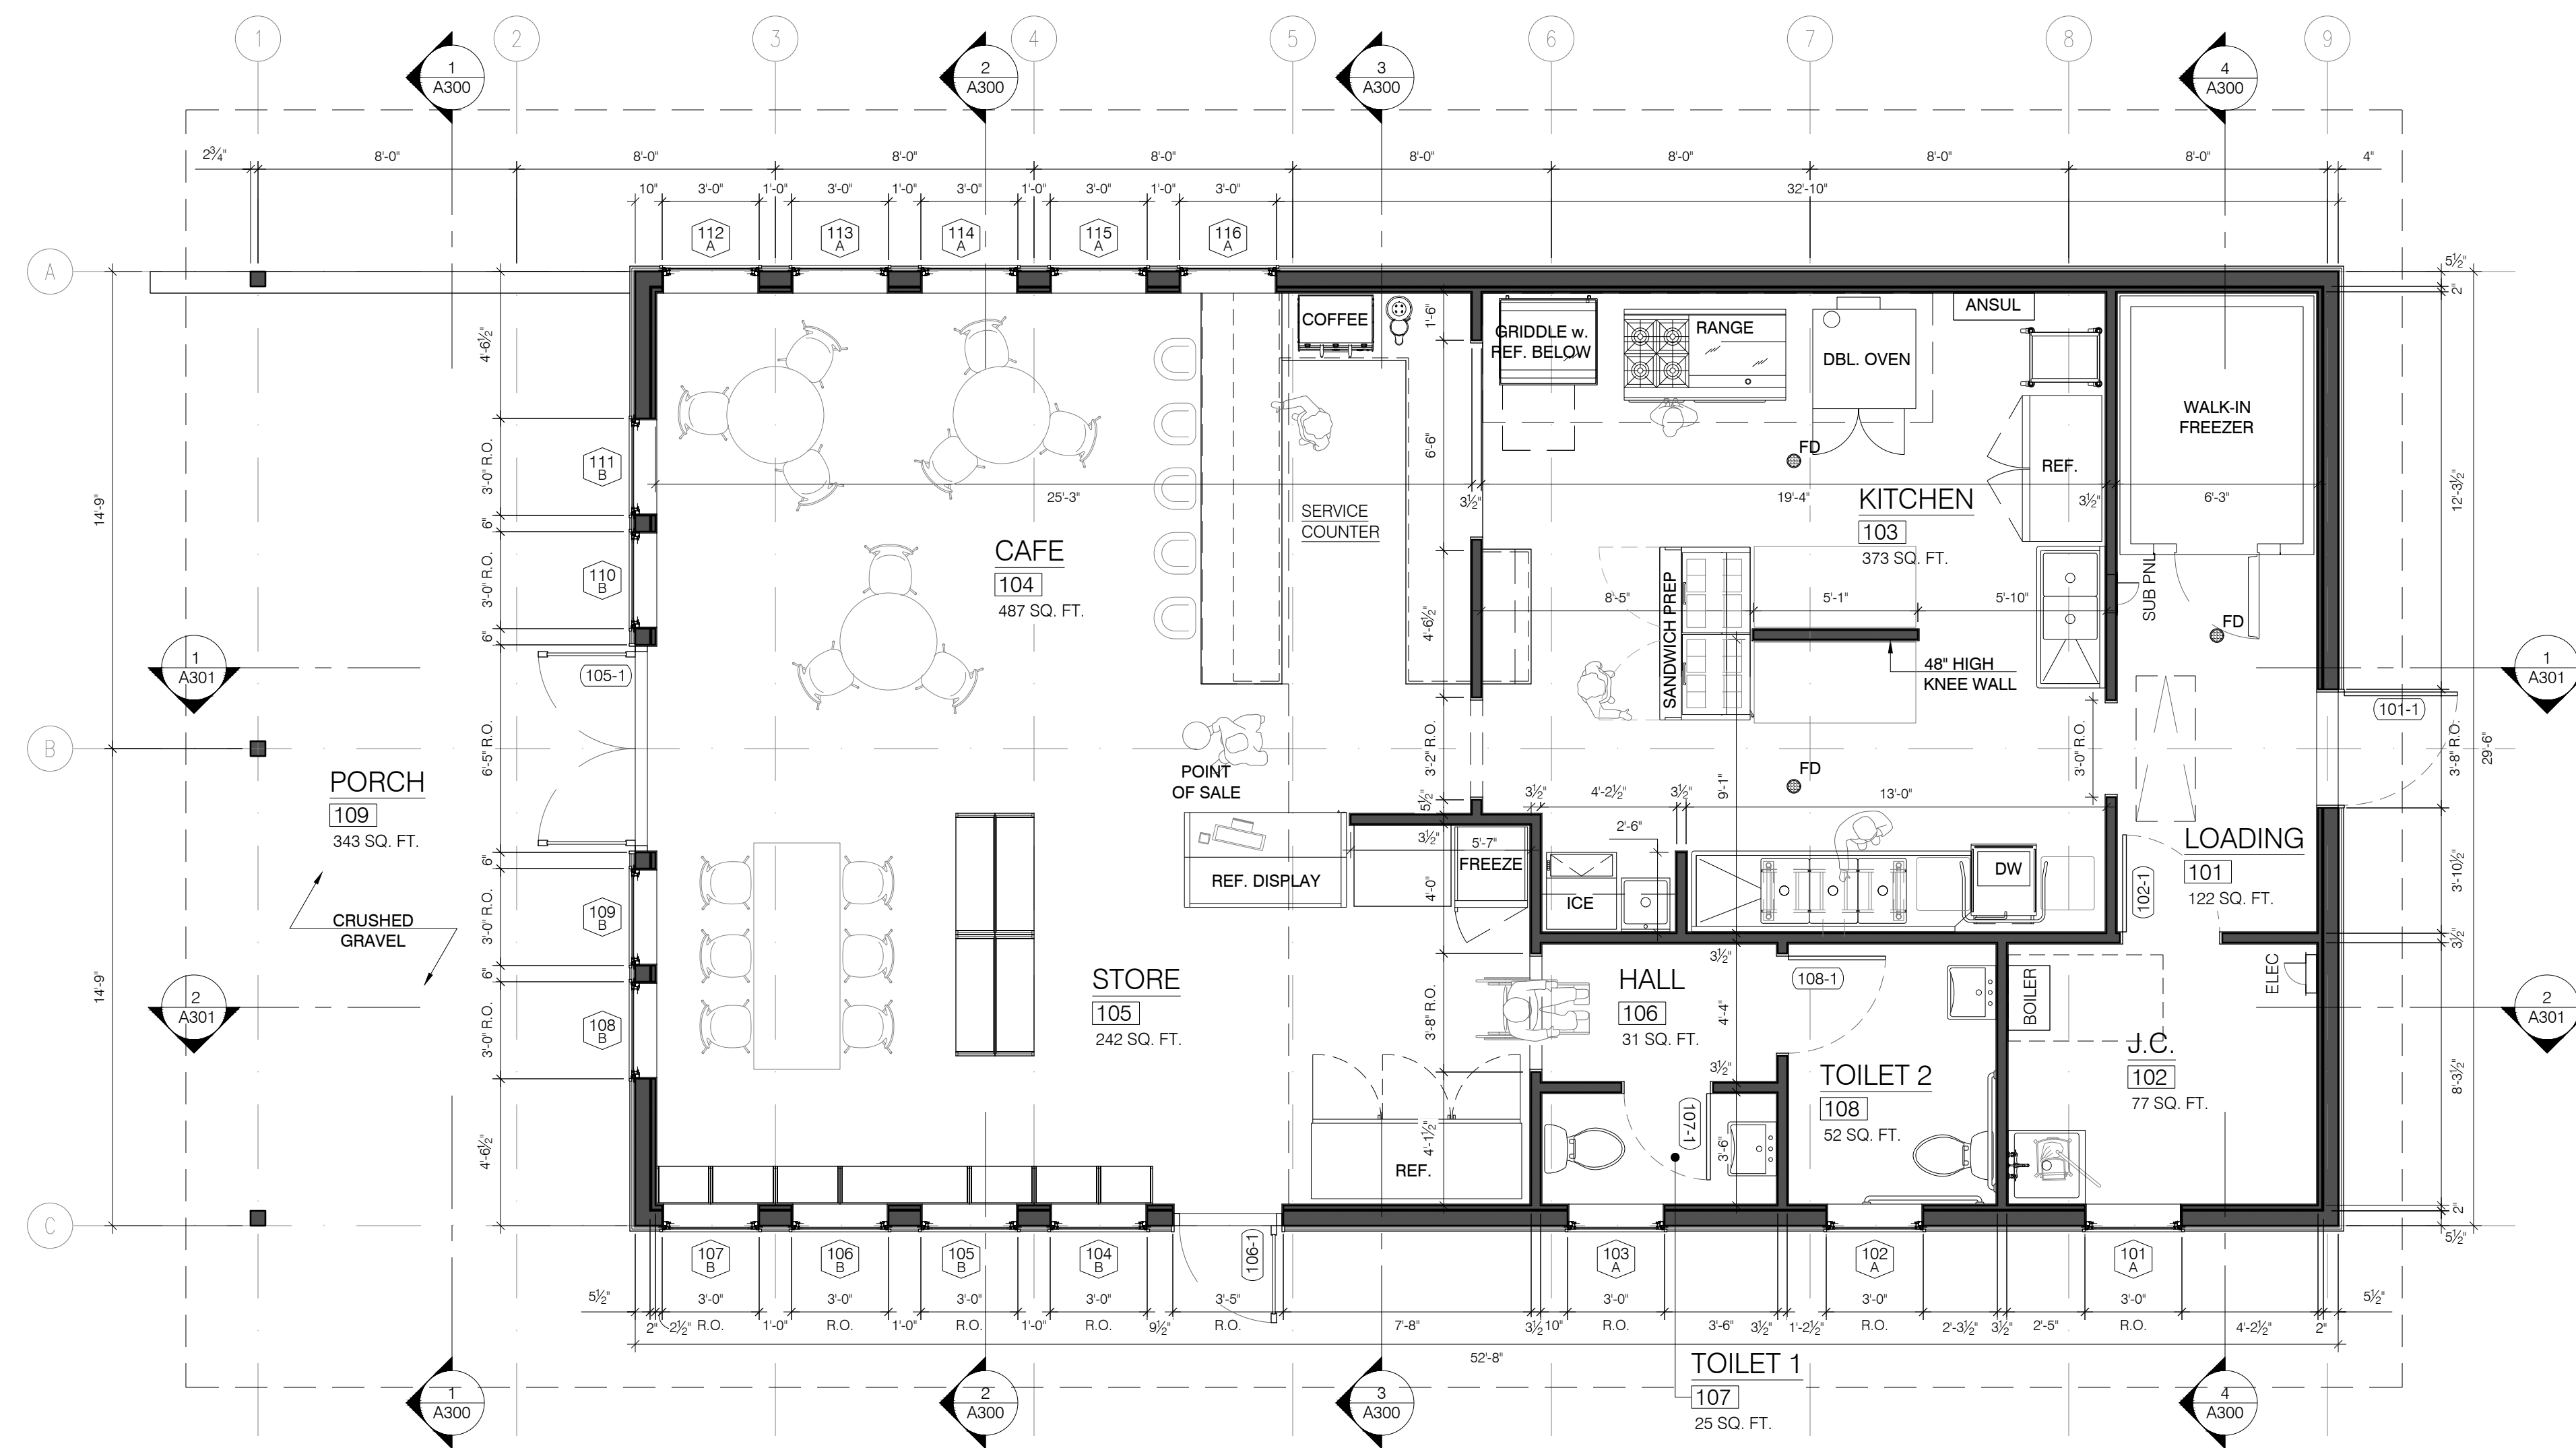 1 2 3 4 5 6 7 8 9
1 A300 2 A300 3 A300 4 A300
2¾" 8'-0" 8'-0" 8'-0" 8'-0" 8'-0" 8'-0" 8'-0" 8'-0" 4"
10" 3'-0" 1'-0" 3'-0" 1'-0" 3'-0" 1'-0" 3'-0" 1'-0" 3'-0" 32'-10"
112 A 113 A 114 A 115 A 116 A
A
B
C
14'-9"
14'-9"
4'-6½"
3'-0" R.O.
6"
3'-0" R.O.
6"
6'-5" R.O.
6"
3'-0" R.O.
6"
3'-0" R.O.
4'-6½"
111 B
110 B
105-1
109 B
108 B
1 A301
2 A301
PORCH
109
343 SQ. FT.
CRUSHED
GRAVEL
CAFE
104
487 SQ. FT.
25'-3"
COFFEE
SERVICE
COUNTER
POINT
OF SALE
REF. DISPLAY
STORE
105
242 SQ. FT.
REF.
1'-6"
6'-6"
3½"
4'-6½"
3'-2" R.O.
5½"
3½"
5'-7"
FREEZE
4'-0"
3'-8" R.O.
4'-1½"
GRIDDLE w.
REF. BELOW
RANGE
DBL. OVEN
ANSUL
FD
REF.
KITCHEN
103
373 SQ. FT.
19'-4"
3½"
6'-3"
WALK-IN
FREEZER
SUB PNL
FD
8'-5"
5'-1"
5'-10"
SANDWICH PREP
48" HIGH
KNEE WALL
3'-0" R.O.
FD
9'-1"
3½" 4'-2½" 3½" 13'-0"
2'-6"
ICE
DW
LOADING
101
122 SQ. FT.
102-1
101-1
HALL
106
31 SQ. FT.
3½"
4'-4"
3½"
3'-6"
108-1
107-1
TOILET 2
108
52 SQ. FT.
BOILER
ELEC
J.C.
102
77 SQ. FT.
5½"
2"
12'-3½"
3'-8" R.O.
29'-6"
3'-10½"
3½"
8'-3½"
2"
5½"
1 A301
2 A301
107 B 106 B 105 B 104 B 106-1 103 A 102 A 101 A
5½" 3'-0" 3'-0" 3'-0" 3'-0" 3'-5" 3'-0" 3'-0" 3'-0" 5½"
2" 2½" R.O. 1'-0" R.O. 1'-0" R.O. 1'-0" R.O. 9½" R.O. 7'-8" 3½" 10" R.O. 3'-6" 3½" 1'-2½" R.O. 2'-3½" 3½" 2'-5" R.O. 4'-2½" 2"
52'-8"
TOILET 1
107
25 SQ. FT.
1 A300 2 A300 3 A300 4 A300